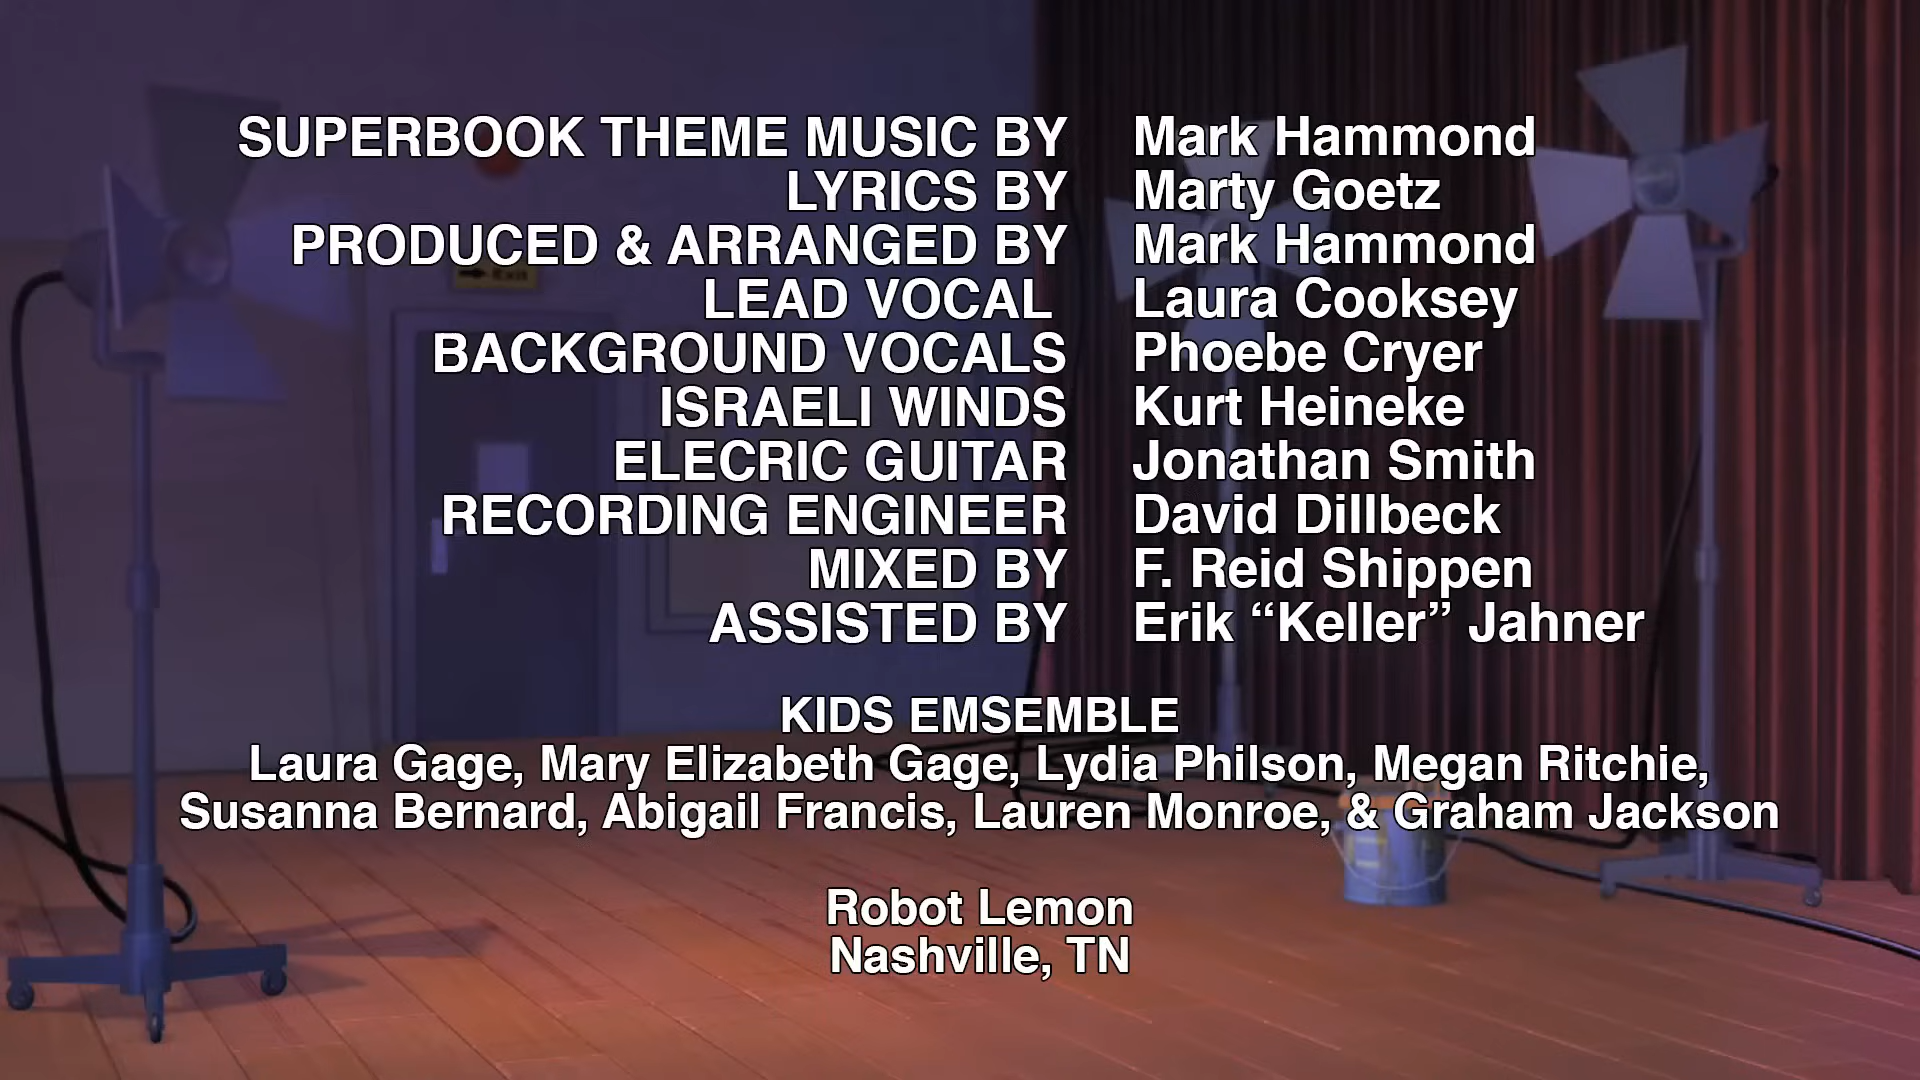 SUPERBOOK THEME MUSIC BY Mark Hammond
LYRICS BY Marty Goetz
PRODUCED & ARRANGED BY Mark Hammond
LEAD VOCAL Laura Cooksey
BACKGROUND VOCALS Phoebe Cryer
ISRAELI WINDS Kurt Heineke
ELECRIC GUITAR Jonathan Smith
RECORDING ENGINEER David Dillbeck
MIXED BY F. Reid Shippen
ASSISTED BY Erik “Keller” Jahner
KIDS EMSEMBLE
Laura Gage, Mary Elizabeth Gage, Lydia Philson, Megan Ritchie,
Susanna Bernard, Abigail Francis, Lauren Monroe, & Graham Jackson
Robot Lemon
Nashville, TN
Exit